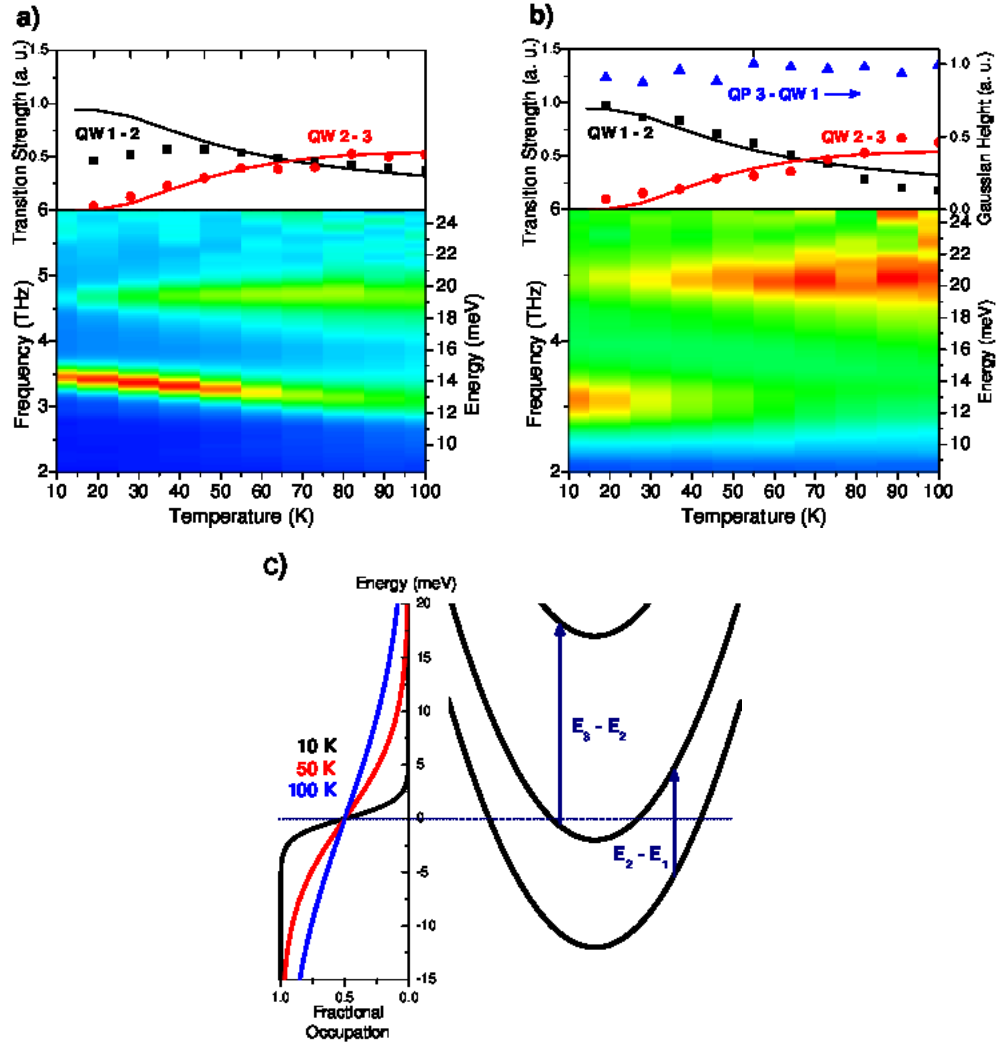 a)
Transition Strength (a. u.)
1.5
1.0
0.5
6
QW 1 - 2
QW 2 - 3
Frequency (THz)
5
4
3
2
24
22
20
18
16
14
12
10
Energy (meV)
10 20 30 40 50 60 70 80 90 100
Temperature (K)
b)
Transition Strength (a. u.)
1.5
1.0
0.5
6
QP 3 - QW 1
QW 1 - 2
QW 2 - 3
1.0
0.5
0.0
Gaussian Height (a. u.)
Frequency (THz)
5
4
3
2
24
22
20
18
16
14
12
10
Energy (meV)
10 20 30 40 50 60 70 80 90 100
Temperature (K)
c)
Energy (meV)
20
15
10
5
0
-5
-10
-15
10 K
50 K
100 K
E3 - E2
E2 - E1
1.0 0.5 0.0
Fractional
Occupation